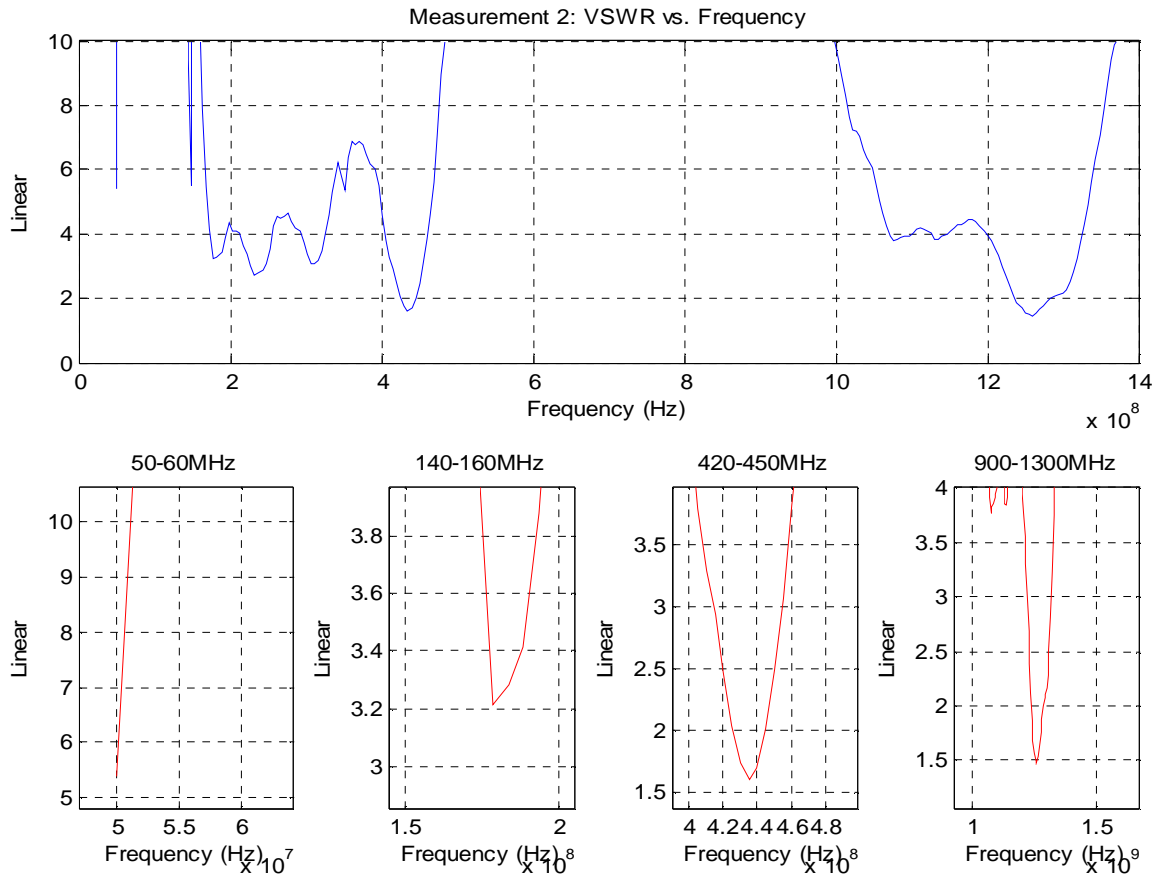 Measurement 2: VSWR vs. Frequency
Linear
10
8
6
4
2
0
0 2 4 6 8 10 12 14
Frequency (Hz)
x 10^8
50-60MHz
Linear
10
9
8
7
6
5
5 5.5 6
Frequency (Hz)
x 10^7
140-160MHz
Linear
3.8
3.6
3.4
3.2
3
1.5 2
Frequency (Hz)
x 10^8
420-450MHz
Linear
3.5
3
2.5
2
1.5
4 4.2 4.4 4.6 4.8
Frequency (Hz)
x 10^8
900-1300MHz
Linear
4
3.5
3
2.5
2
1.5
1 1.5
Frequency (Hz)
x 10^9